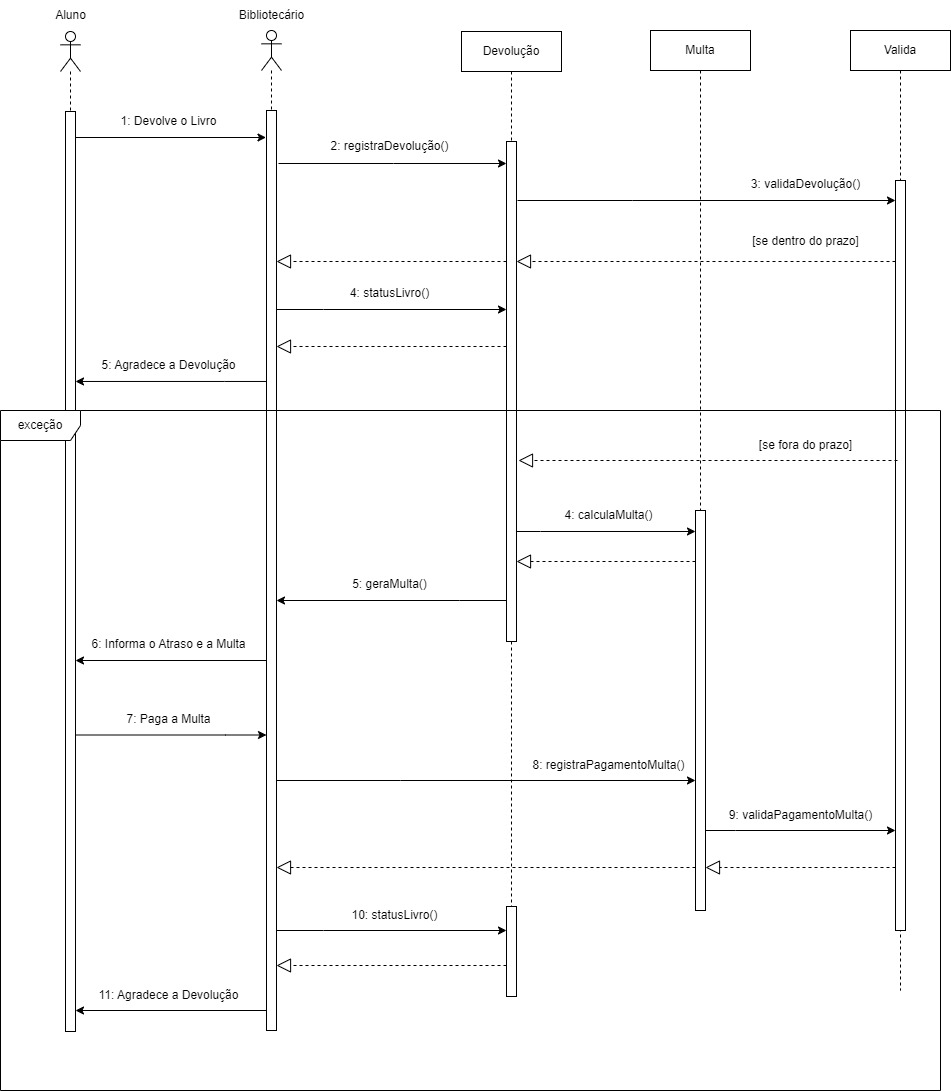 Aluno
Bibliotecário
Devolução
Multa
Valida
1: Devolve o Livro
2: registraDevolução()
3: validaDevolução()
[se dentro do prazo]
4: statusLivro()
5: Agradece a Devolução
exceção
[se fora do prazo]
4: calculaMulta()
5: geraMulta()
6: Informa o Atraso e a Multa
7: Paga a Multa
8: registraPagamentoMulta()
9: validaPagamentoMulta()
10: statusLivro()
11: Agradece a Devolução